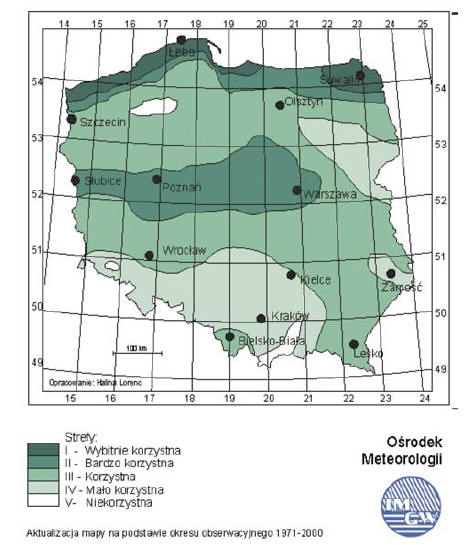 14 15 16 17 18 19 20 21 22 23 24 25
Łeba
Suwałki
54 54
Olsztyn
Szczecin
53 53
Słubice
Poznań
Warszawa
52 52
Wrocław
51 51
Kielce
Zamość
50 50
Kraków
Bielsko-Biała
Lesko
100 km
49 49
Opracowanie: Halina Lorenc
15 16 17 18 19 20 21 22 23 24
Strefy:
I - Wybitnie korzystna
II - Bardzo korzystna
III - Korzystna
IV - Mało korzystna
V - Niekorzystna
Ośrodek
Meteorologii
IM
GW
Aktualizacja mapy na podstawie okresu obserwacyjnego 1971-2000